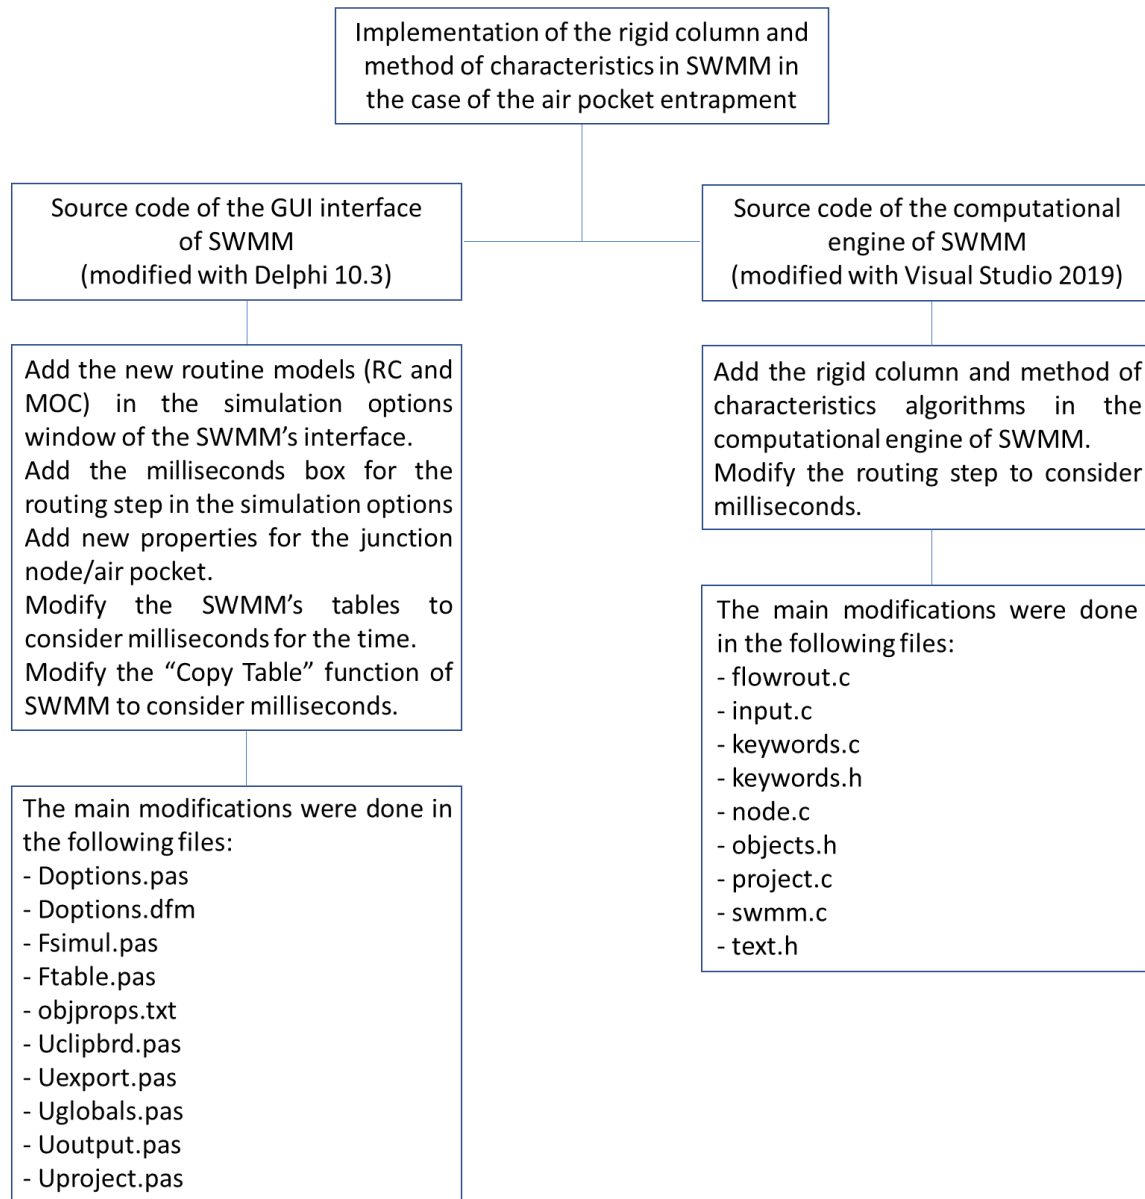 Implementation of the rigid column and
method of characteristics in SWMM in
the case of the air pocket entrapment
Source code of the GUI interface
of SWMM
(modified with Delphi 10.3)
Source code of the computational
engine of SWMM
(modified with Visual Studio 2019)
Add the new routine models (RC and
MOC) in the simulation options
window of the SWMM's interface.
Add the milliseconds box for the
routing step in the simulation options
Add new properties for the junction
node/air pocket.
Modify the SWMM's tables to
consider milliseconds for the time.
Modify the “Copy Table” function of
SWMM to consider milliseconds.
Add the rigid column and method of
characteristics algorithms in the
computational engine of SWMM.
Modify the routing step to consider
milliseconds.
The main modifications were done in
the following files:
- Doptions.pas
- Doptions.dfm
- Fsimul.pas
- Ftable.pas
- objprops.txt
- Uclipbrd.pas
- Uexport.pas
- Uglobals.pas
- Uoutput.pas
- Uproject.pas
The main modifications were done
in the following files:
- flowrout.c
- input.c
- keywords.c
- keywords.h
- node.c
- objects.h
- project.c
- swmm.c
- text.h